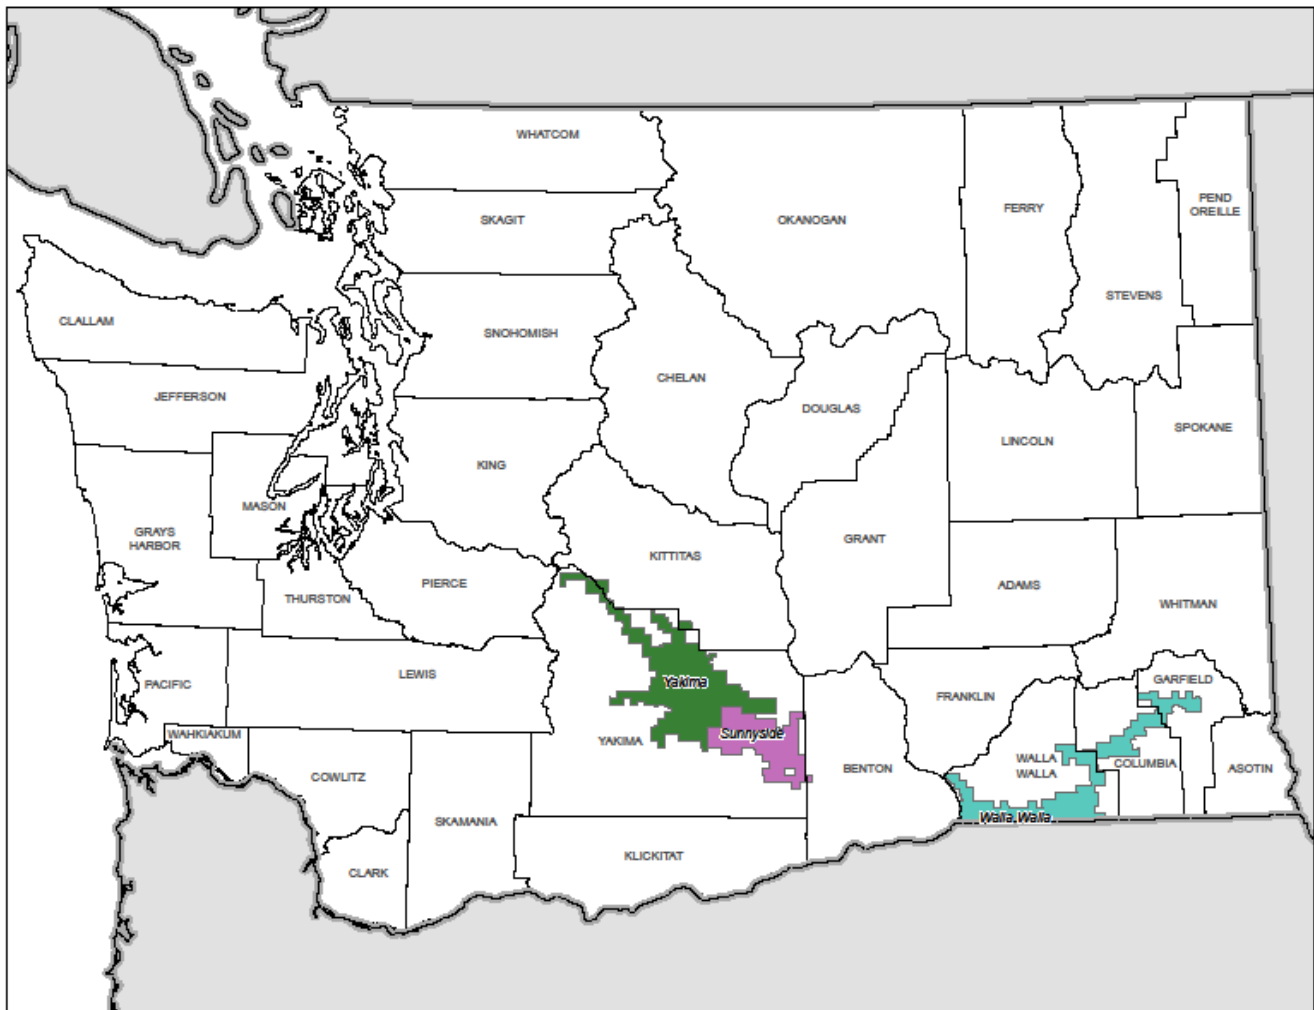 WHATCOM
PEND
OREILLE
FERRY
SKAGIT
OKANOGAN
STEVENS
CLALLAM
SNOHOMISH
CHELAN
JEFFERSON
DOUGLAS
SPOKANE
LINCOLN
KING
MASON
GRAYS
HARBOR
GRANT
KITTITAS
PIERCE
ADAMS
THURSTON
WHITMAN
LEWIS
GARFIELD
Yakima
PACIFIC
FRANKLIN
WAHKIAKUM
Sunnyside
YAKIMA
WALLA
WALLA
COLUMBIA
BENTON
ASOTIN
COWLITZ
Walla Walla
SKAMANIA
KLICKITAT
CLARK